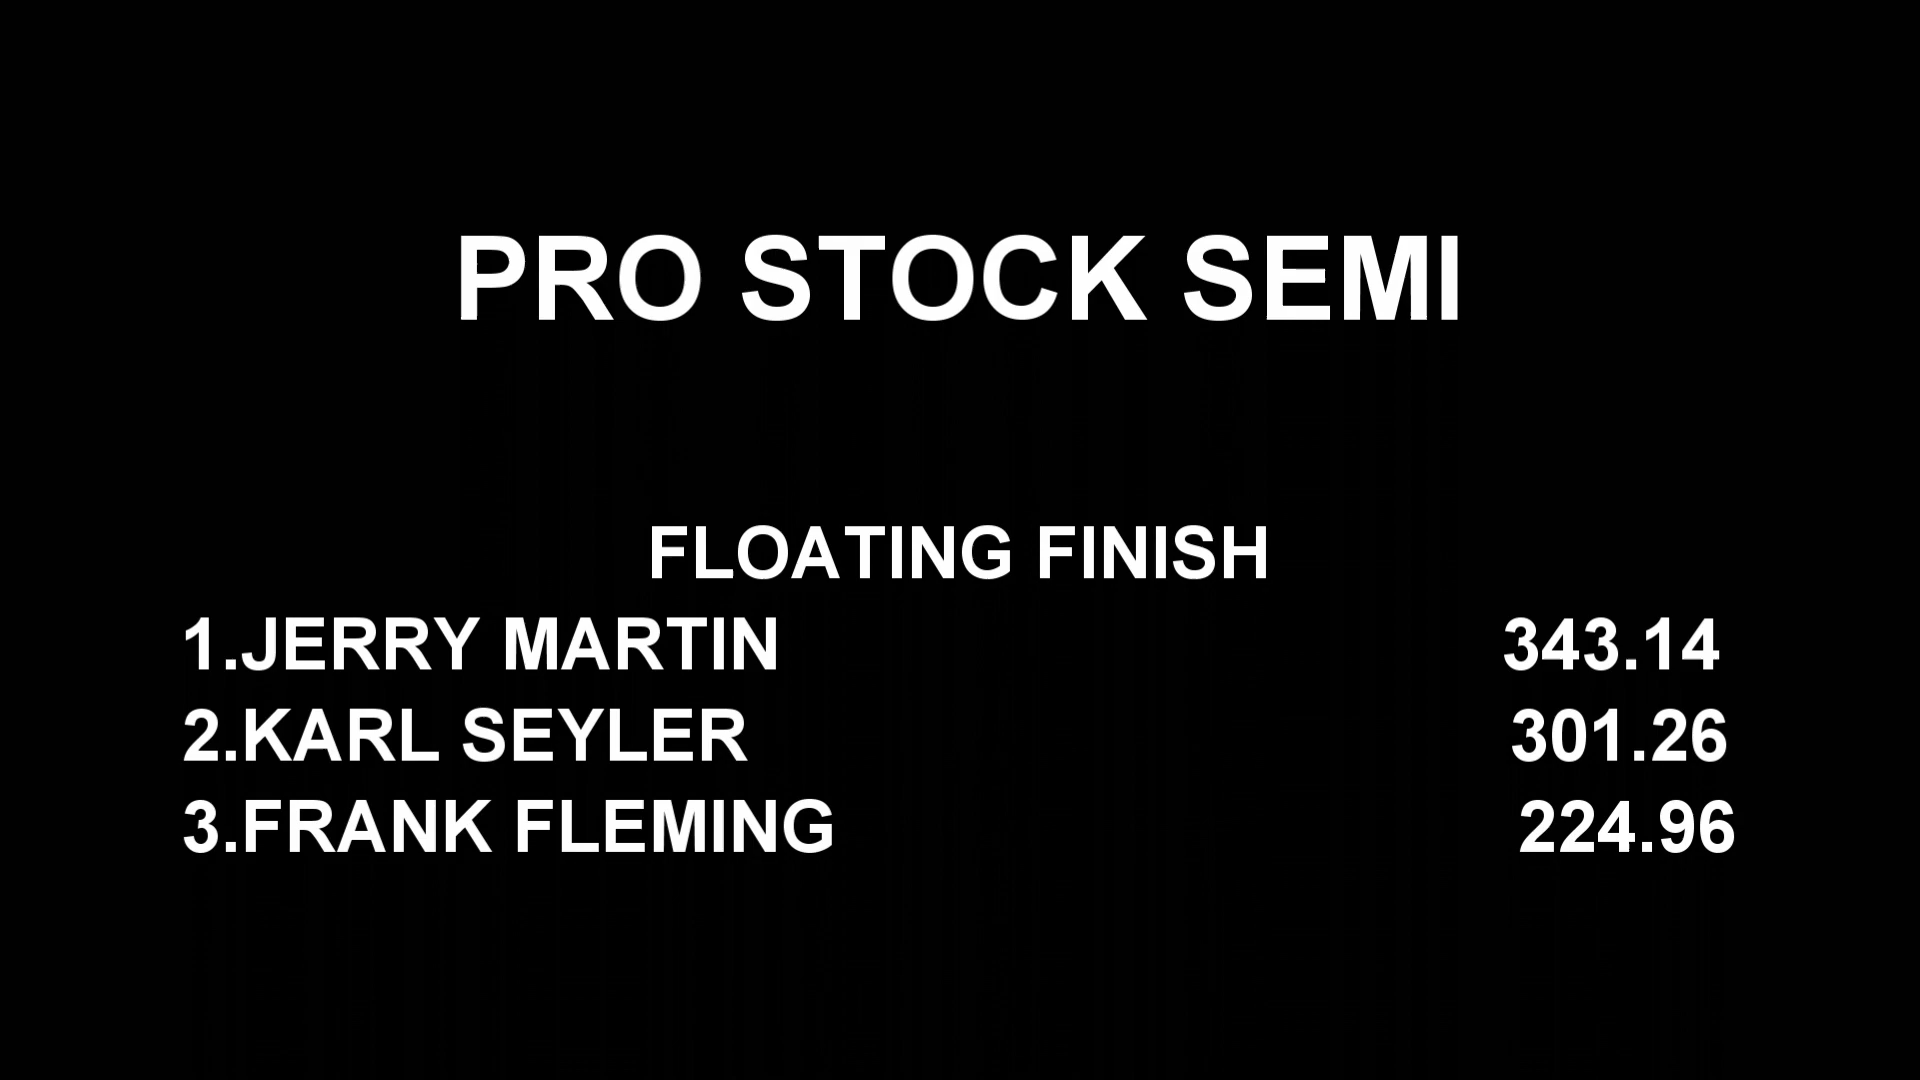 PRO STOCK SEMI
FLOATING FINISH
1.JERRY MARTIN 343.14
2.KARL SEYLER 301.26
3.FRANK FLEMING 224.96